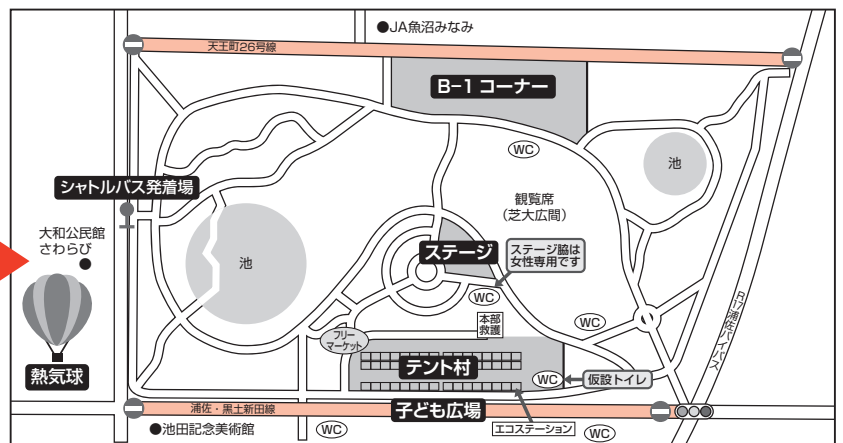 ●JA魚沼みなみ
天王町26号線
B-1 コーナー
WC
池
シャトルバス発着場
観覧席
(芝大広間)
大和公民館
さわらび
●
池
ステージ
ステージ脇は
女性専用です
WC
R17浦佐バイパス
本部
救護
WC
フリー
マーケット
テント村
WC
仮設トイレ
熱気球
浦佐・黒土新田線
子ども広場
●池田記念美術館
WC
エコステーション
WC